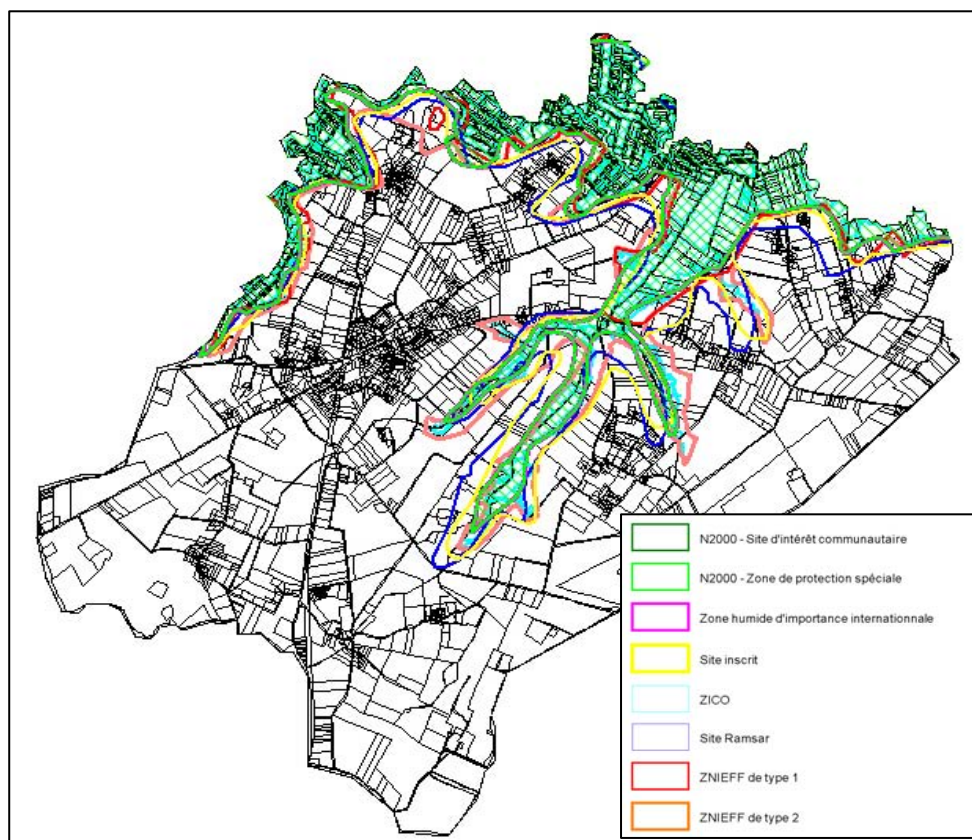 N2000 - Site d'intérêt communautaire
N2000 - Zone de protection spéciale
Zone humide d'importance internationnale
Site inscrit
ZICO
Site Ramsar
ZNIEFF de type 1
ZNIEFF de type 2